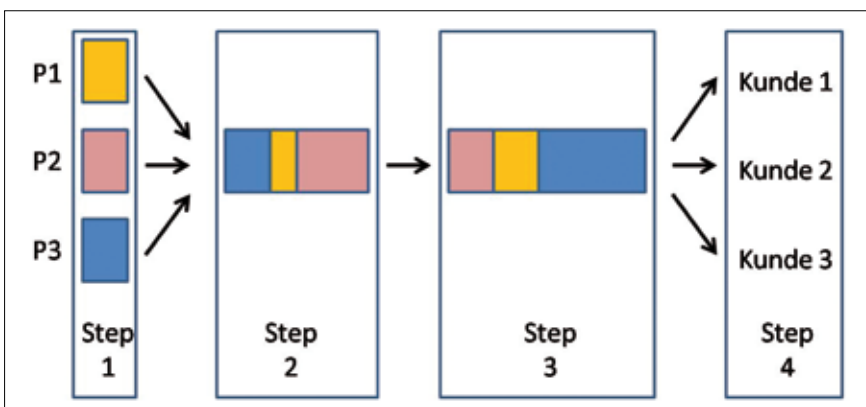 P1
P2
P3
Step
1
Step
2
Step
3
Kunde 1
Kunde 2
Kunde 3
Step
4